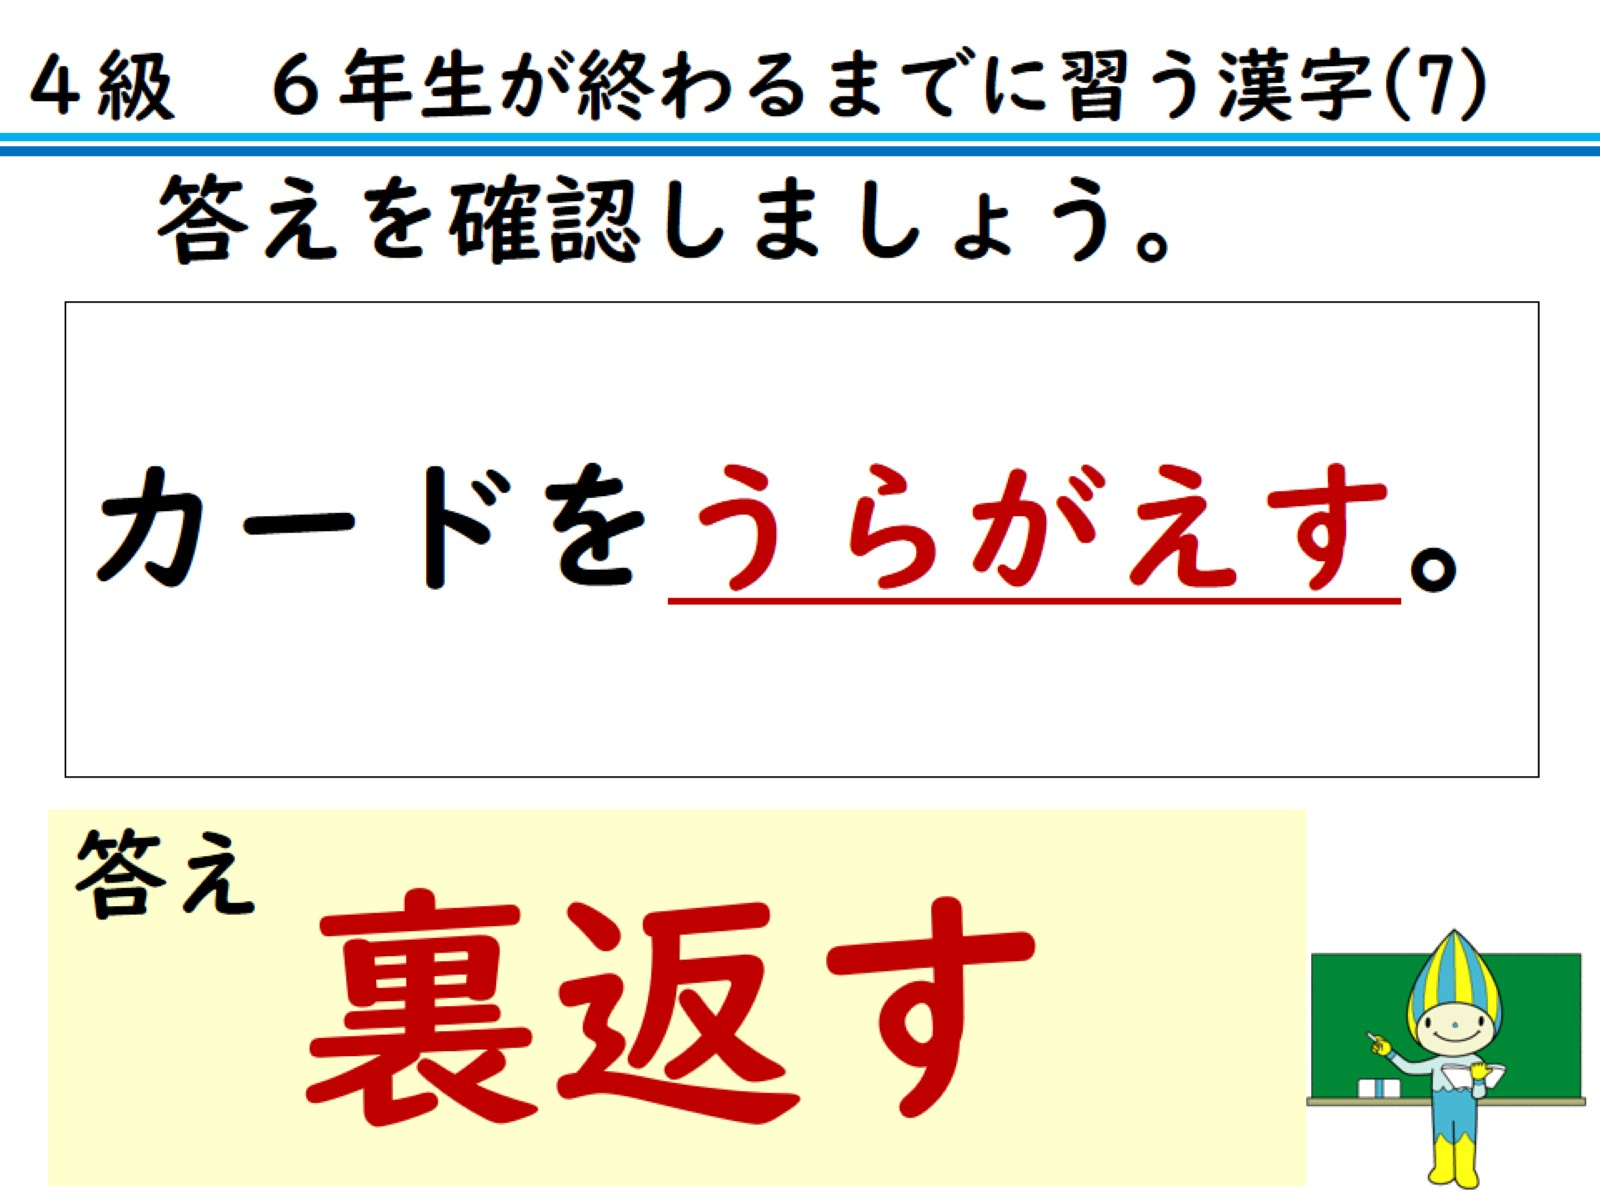 ４級　６年生が終わるまでに習う漢字(7)
答えを確認しましょう。
カードをうらがえす。
答え
裏返す